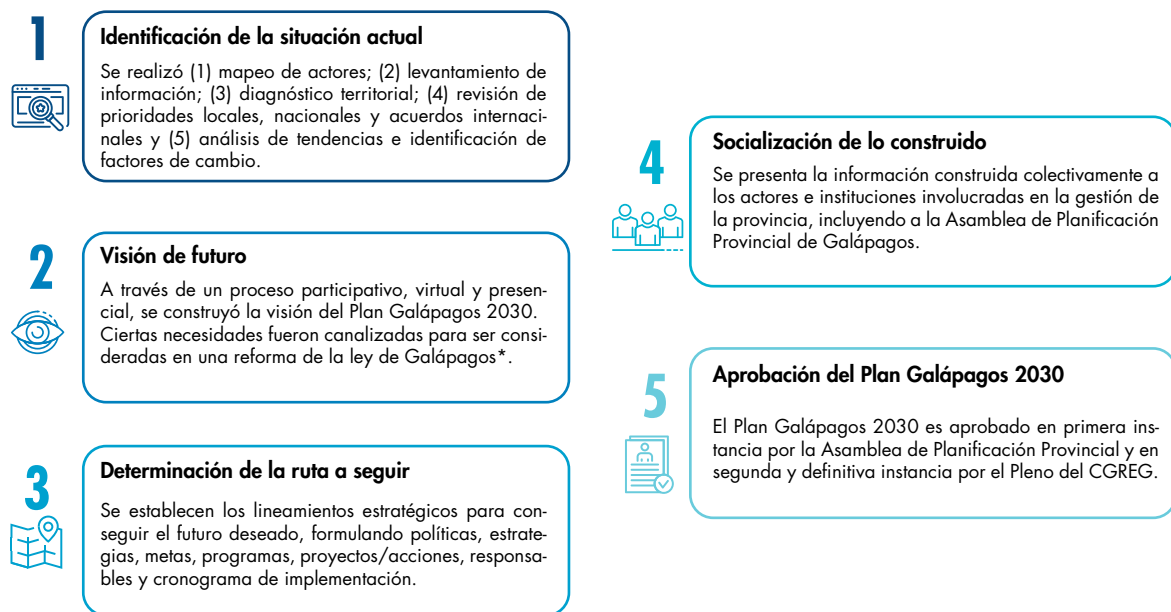 1
Identificación de la situación actual
Se realizó (1) mapeo de actores; (2) levantamiento de
información; (3) diagnóstico territorial; (4) revisión de
prioridades locales, nacionales y acuerdos internaci-
nales y (5) análisis de tendencias e identificación de
factores de cambio.
2
Visión de futuro
A través de un proceso participativo, virtual y presen-
cial, se construyó la visión del Plan Galápagos 2030.
Ciertas necesidades fueron canalizadas para ser consi-
deradas en una reforma de la ley de Galápagos*.
3
Determinación de la ruta a seguir
Se establecen los lineamientos estratégicos para con-
seguir el futuro deseado, formulando políticas, estrate-
gias, metas, programas, proyectos/acciones, responsa-
bles y cronograma de implementación.
4
Socialización de lo construido
Se presenta la información construida colectivamente a
los actores e instituciones involucradas en la gestión de
la provincia, incluyendo a la Asamblea de Planificación
Provincial de Galápagos.
5
Aprobación del Plan Galápagos 2030
El Plan Galápagos 2030 es aprobado en primera ins-
tancia por la Asamblea de Planificación Provincial y en
segunda y definitiva instancia por el Pleno del CGREG.